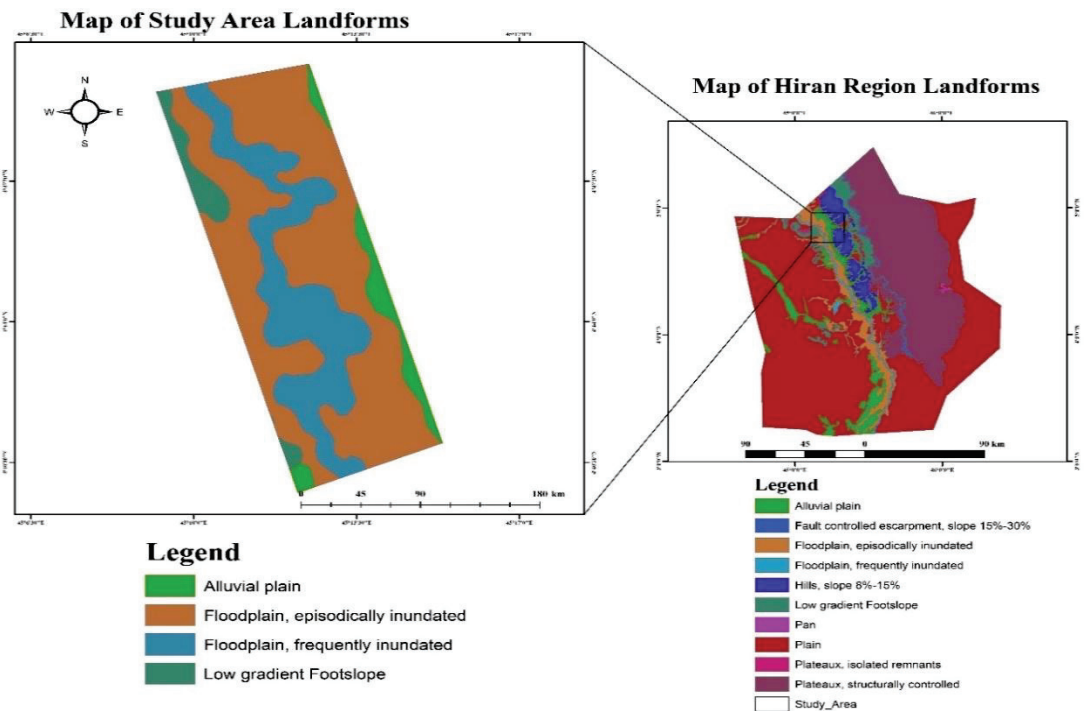 Map of Study Area Landforms
N
W E
S
0 45 90 180 km
Legend
Alluvial plain
Floodplain, episodically inundated
Floodplain, frequently inundated
Low gradient Footslope
Map of Hiran Region Landforms
90 45 0 90 km
Legend
Alluvial plain
Fault controlled escarpment, slope 15%-30%
Floodplain, episodically inundated
Floodplain, frequently inundated
Hills, slope 8%-15%
Low gradient Footslope
Pan
Plain
Plateaux, isolated remnants
Plateaux, structurally controlled
Study_Area